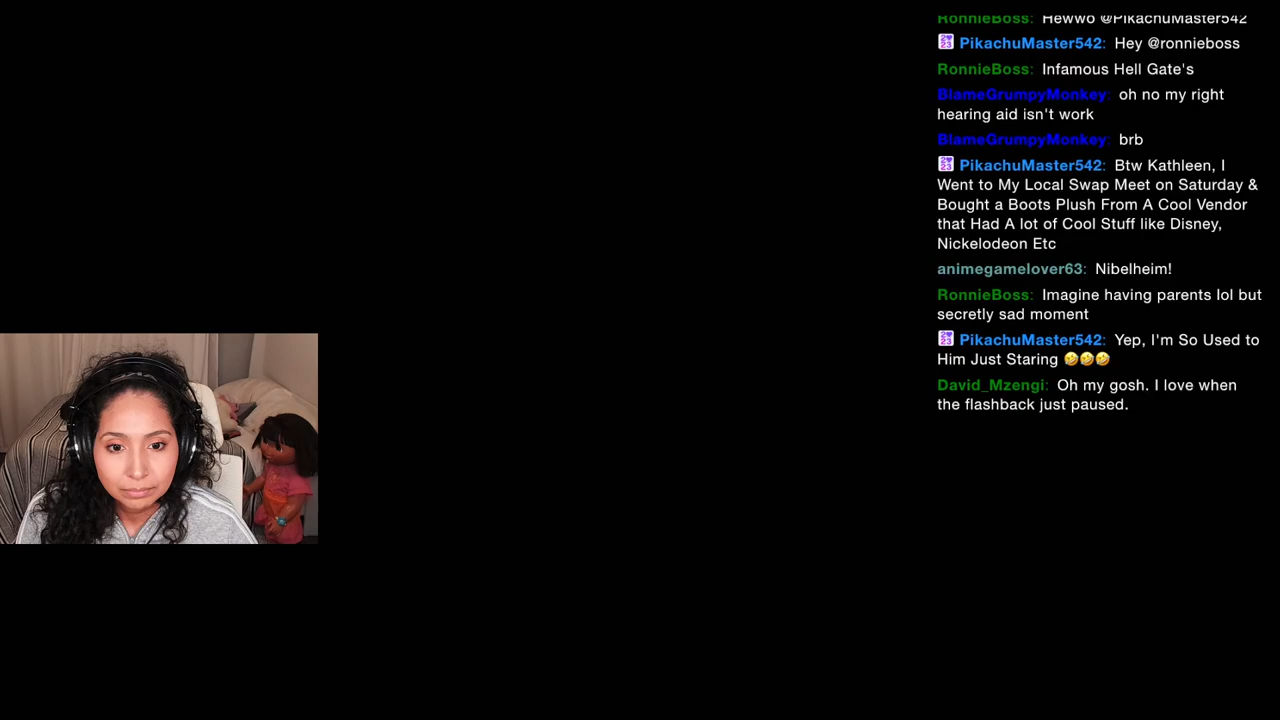 RonnieBoss: Hewwo @PikachuMaster542
PikachuMaster542: Hey @ronnieboss
RonnieBoss: Infamous Hell Gate's
BlameGrumpyMonkey: oh no my right
hearing aid isn't work
BlameGrumpyMonkey: brb
PikachuMaster542: Btw Kathleen, I
Went to My Local Swap Meet on Saturday &
Bought a Boots Plush From A Cool Vendor
that Had A lot of Cool Stuff like Disney,
Nickelodeon Etc
animegamelover63: Nibelheim!
RonnieBoss: Imagine having parents lol but
secretly sad moment
PikachuMaster542: Yep, I'm So Used to
Him Just Staring 🤣🤣🤣
David_Mzengi: Oh my gosh. I love when
the flashback just paused.